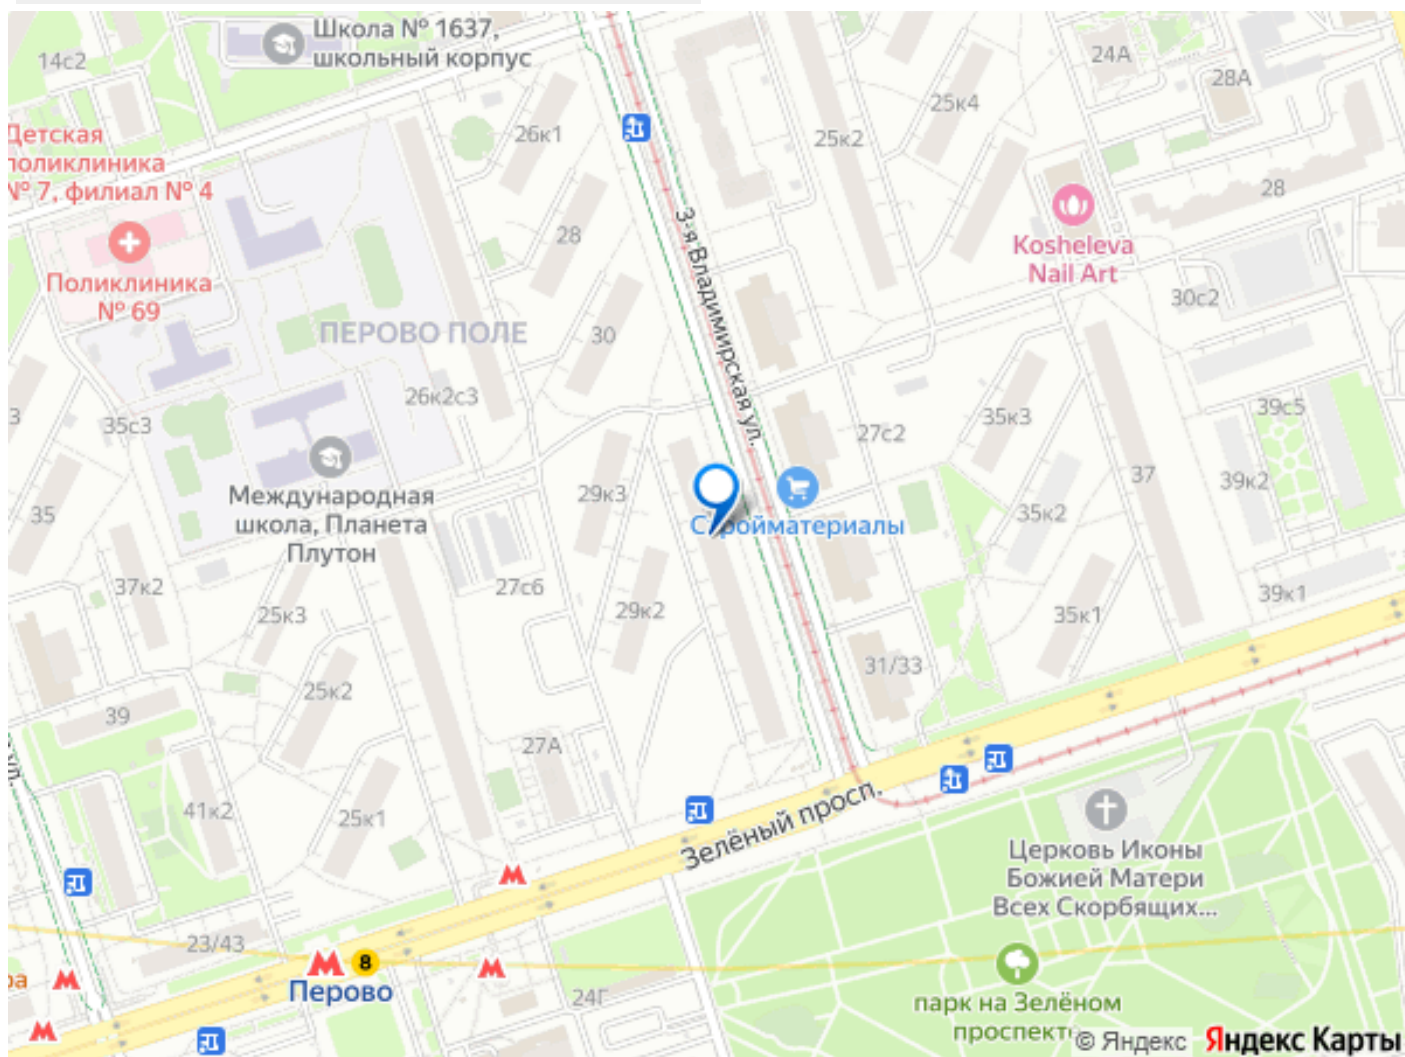 Школа № 1637,
школьный корпус
14с2
24А
28А
25к4
26к1
25к2
Детская
поликлиника
№ 7, филиал № 4
28
3-я Владимирская ул.
28
Kosheleva
Nail Art
Поликлиника
№ 69
30с2
ПЕРОВО ПОЛЕ
30
26к2с3
35с3
3
35к3
39с5
27с2
37
39к2
Международная
школа, Планета
Плутон
29к3
35
35к2
Стройматериалы
37к2
27с6
25к3
29к2
39к1
35к1
31/33
25к2
39
27А
ул.
41к2
25к1
Зелёный просп.
Церковь Иконы
Божией Матери
Всех Скорбящих...
23/43
8
ра
Перово
24Г
парк на Зелёном
проспекте
© Яндекс Яндекс Карты